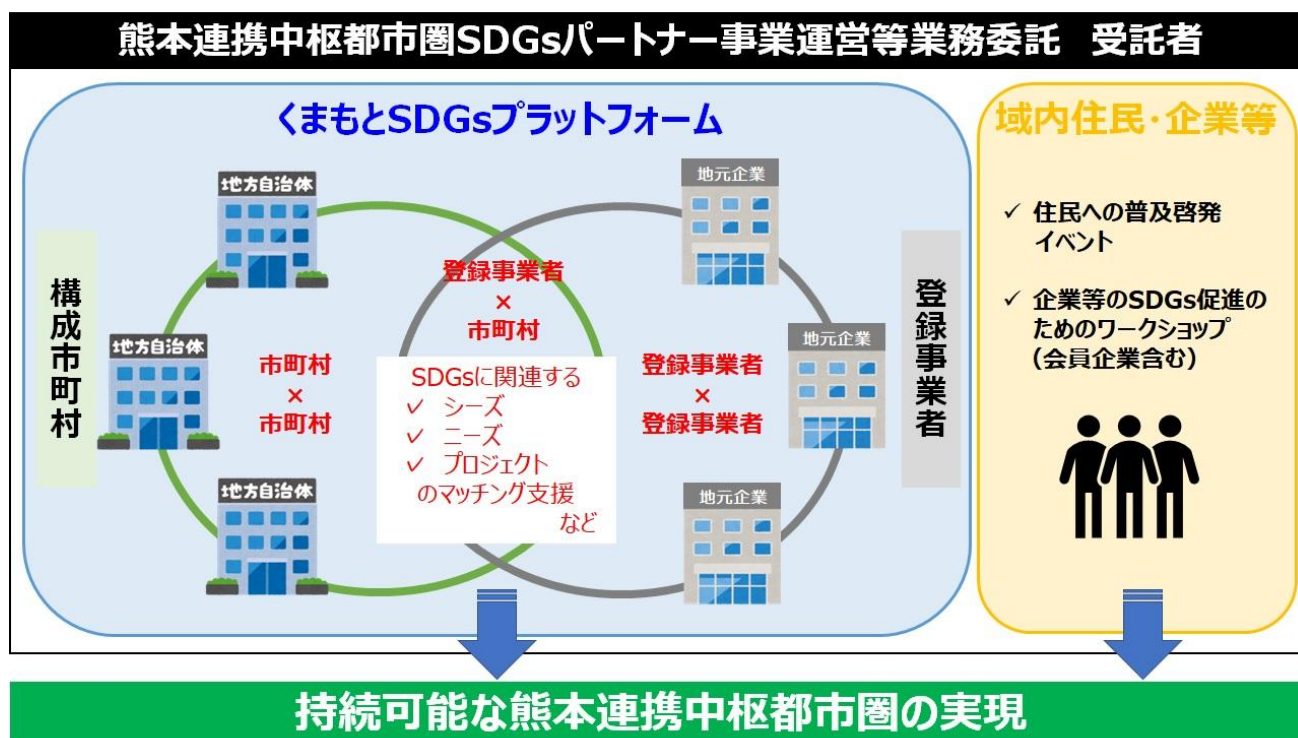 熊本連携中枢都市圏SDGsパートナー事業運営等業務委託　受託者
くまもとSDGsプラットフォーム
構成市町村
地方自治体
地方自治体
地方自治体
市町村
×
市町村
登録事業者
×
市町村
SDGsに関連する
✓ シーズ
✓ ニーズ
✓ プロジェクト
のマッチング支援
など
登録事業者
×
登録事業者
地元企業
地元企業
地元企業
登録事業者
域内住民・企業等
✓ 住民への普及啓発
イベント
✓ 企業等のSDGs促進の
ためのワークショップ
(会員企業含む)
持続可能な熊本連携中枢都市圏の実現